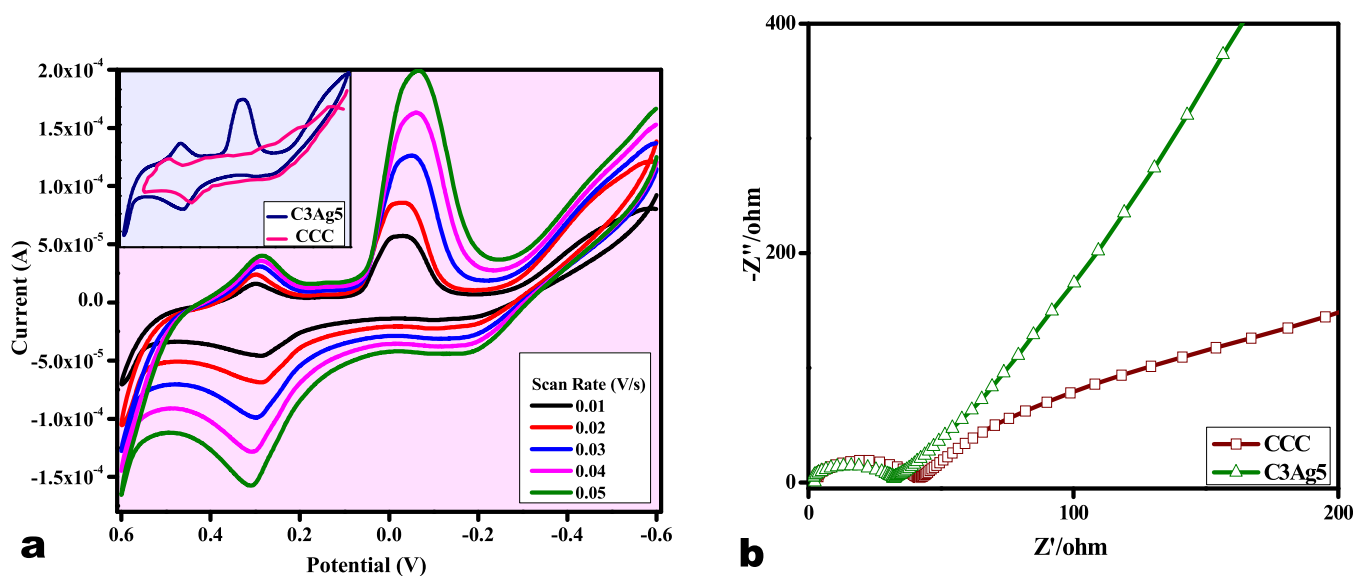 2.0x10⁻⁴
1.5x10⁻⁴
1.0x10⁻⁴
5.0x10⁻⁵
0.0
-5.0x10⁻⁵
-1.0x10⁻⁴
-1.5x10⁻⁴
Current (A)
C3Ag5
CCC
Scan Rate (V/s)
0.01
0.02
0.03
0.04
0.05
0.6 0.4 0.2 0.0 -0.2 -0.4 -0.6
Potential (V)
a
400
200
0
-Z''/ohm
CCC
C3Ag5
0 100 200
Z'/ohm
b